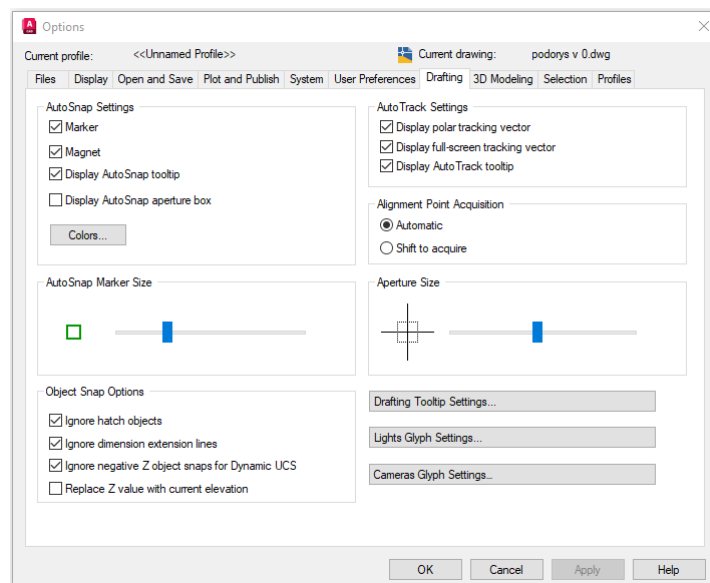 Options
Current profile: <<Unnamed Profile>> Current drawing: podorys v 0.dwg
Files Display Open and Save Plot and Publish System User Preferences Drafting 3D Modeling Selection Profiles
AutoSnap Settings
Marker
Magnet
Display AutoSnap tooltip
Display AutoSnap aperture box
Colors...
AutoTrack Settings
Display polar tracking vector
Display full-screen tracking vector
Display AutoTrack tooltip
Alignment Point Acquisition
Automatic
Shift to acquire
AutoSnap Marker Size
Aperture Size
Object Snap Options
Ignore hatch objects
Ignore dimension extension lines
Ignore negative Z object snaps for Dynamic UCS
Replace Z value with current elevation
Drafting Tooltip Settings...
Lights Glyph Settings...
Cameras Glyph Settings...
OK Cancel Apply Help